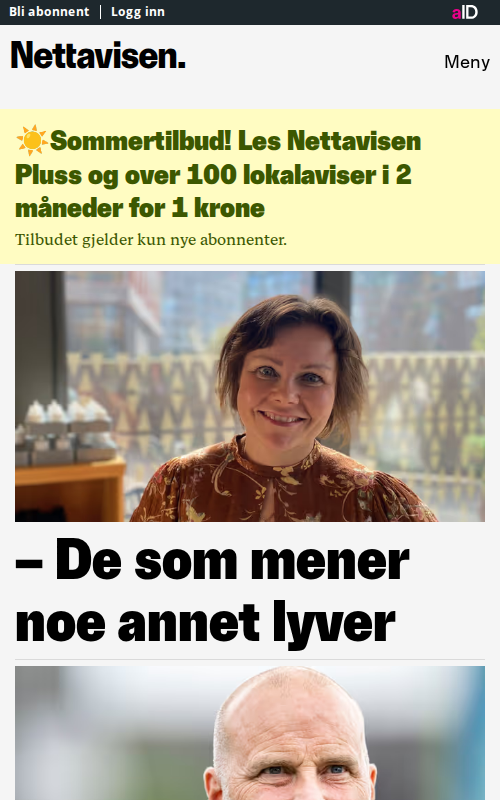 Bli abonnent | Logg inn
aID
Nettavisen.
Meny
☀️Sommertilbud! Les Nettavisen
Pluss og over 100 lokalaviser i 2
måneder for 1 krone
Tilbudet gjelder kun nye abonnenter.
– De som mener
noe annet lyver